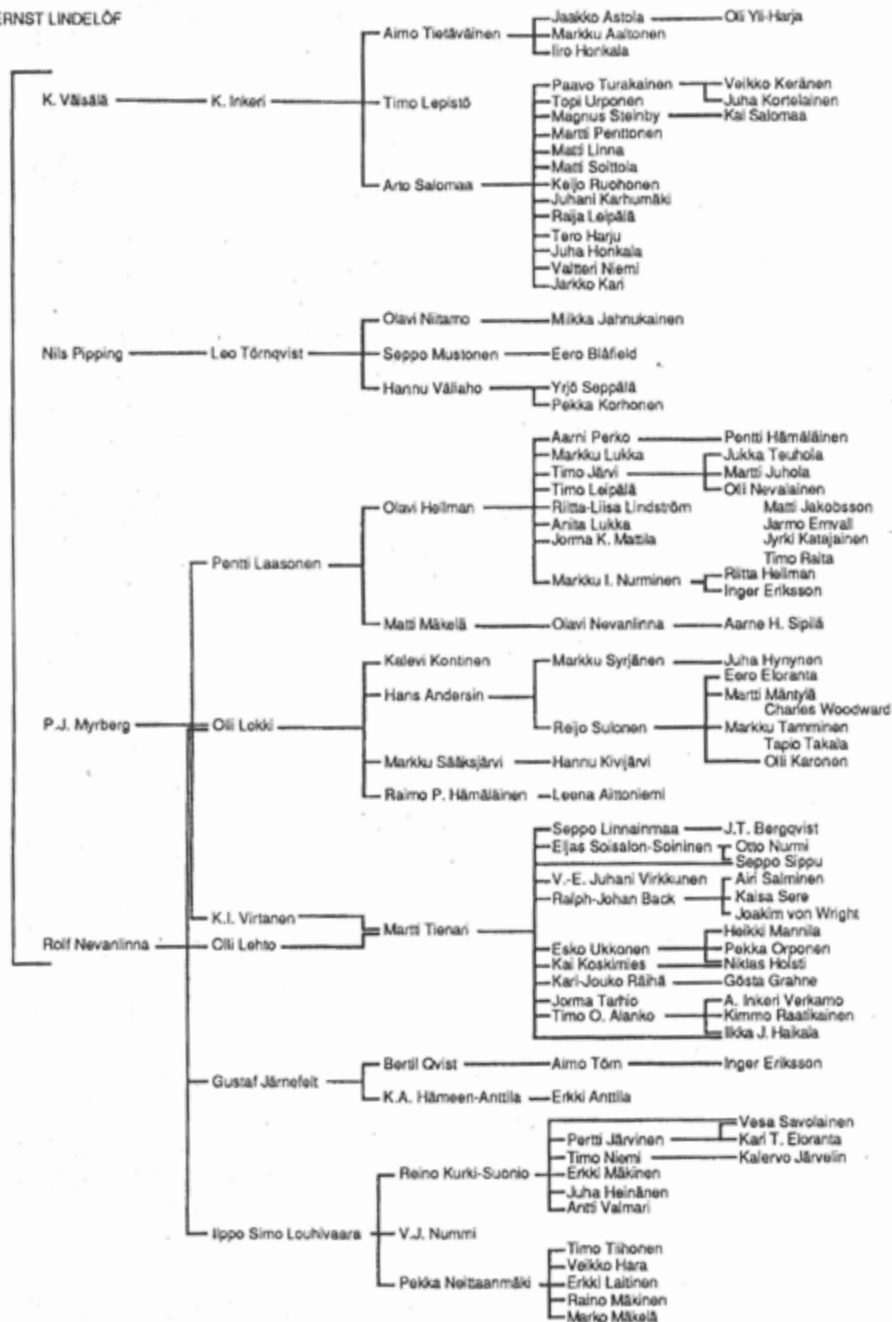 ERNST LINDELÖF
Jaakko Astola Oli Yli-Harja
Aimo Tietäväinen Markku Aaltonen
Iiro Honkala
K. Väisälä K. Inkeri Timo Lepistö
Paavo Turakainen Veikko Keränen
Topi Urponen Juha Kortelainen
Magnus Steinby Kai Salomaa
Martti Penttonen
Matti Linna
Matti Soittola
Arto Salomaa Keijo Ruohonen
Juhani Karhumäki
Raija Leipälä
Tero Harju
Juha Honkala
Valtteri Niemi
Jarkko Kari
Olavi Niitamo Miikka Jahnukainen
Nils Pipping Leo Törnqvist Seppo Mustonen Eero Blåfield
Hannu Väliaho Yrjö Seppälä
Pekka Korhonen
Aarni Perko Pentti Hämäläinen
Markku Lukka Jukka Teuhola
Timo Järvi Martti Juhola
Timo Leipälä Olli Nevalainen
Olavi Hellman Riitta-Liisa Lindström Matti Jakobsson
Anita Lukka Jarmo Ernvall
Jorma K. Mattila Jyrki Katajainen
Timo Raita
Pentti Laasonen Markku I. Nurminen Riitta Hellman
Inger Eriksson
Matti Mäkelä Olavi Nevanlinna Aarne H. Sipilä
Kalevi Kontinen Markku Syrjänen Juha Hynynen
Eero Eloranta
Hans Andersin Martti Mäntylä
Charles Woodward
P.J. Myrberg Olli Lokki Reijo Sulonen Markku Tamminen
Tapio Takala
Markku Sääksjärvi Hannu Kivijärvi Olli Karonen
Raimo P. Hämäläinen Leena Aittoniemi
Seppo Linnainmaa J.T. Bergqvist
Eljas Soisalon-Soininen Otto Nurmi
Seppo Sippu
V.-E. Juhani Virkkunen Airi Salminen
Ralph-Johan Back Kaisa Sere
Joakim von Wright
K.I. Virtanen Martti Tienari Heikki Mannila
Rolf Nevanlinna Olli Lehto Esko Ukkonen Pekka Orponen
Kai Koskimies Niklas Holsti
Kari-Jouko Räihä Gösta Grahne
Jorma Tarhio A. Inkeri Verkamo
Timo O. Alanko Kimmo Raatikainen
Ilkka J. Haikala
Gustaf Järnefelt Bertil Qvist Aimo Törn Inger Eriksson
K.A. Hämeen-Anttila Erkki Anttila
Vesa Savolainen
Pertti Järvinen Kari T. Eloranta
Timo Niemi Kalervo Järvelin
Reino Kurki-Suonio Erkki Mäkinen
Juha Heinänen
Antti Valmari
Ilppo Simo Louhivaara V.J. Nummi
Timo Tiihonen
Veikko Hara
Pekka Neittaanmäki Erkki Laitinen
Raino Mäkinen
Marko Mäkelä